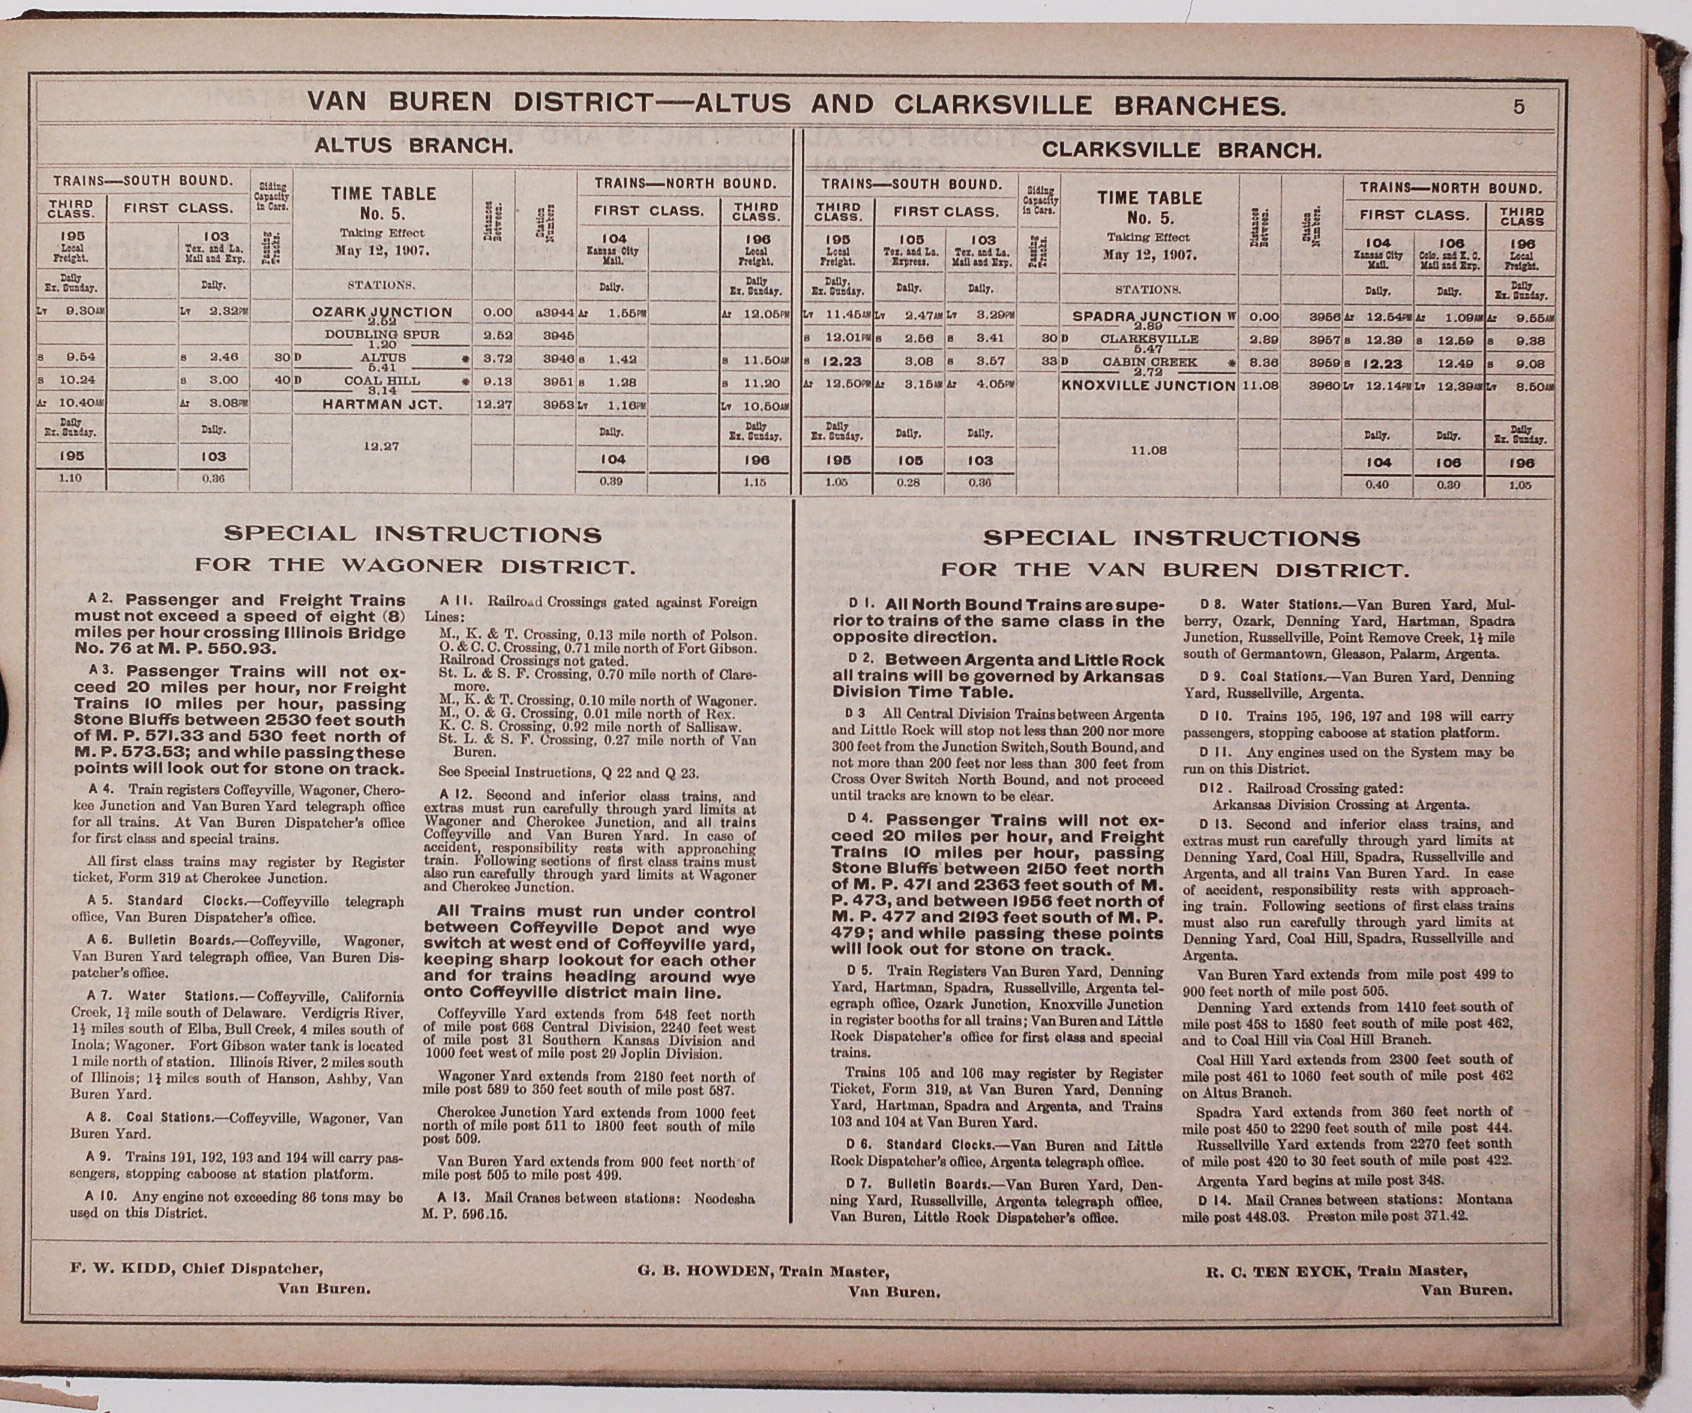 VAN BUREN DISTRICT—ALTUS AND CLARKSVILLE BRANCHES. 5
ALTUS BRANCH.
TRAINS—SOUTH BOUND. Siding Capacity in Cars. TIME TABLE No. 5. Taking Effect May 12, 1907. Distances Between. Station Numbers TRAINS—NORTH BOUND.
THIRD CLASS. FIRST CLASS. Passing Tracks. FIRST CLASS. THIRD CLASS.
195 Local Freight. 103 Tex. and La. Mail and Exp. 104 Kansas City Mail. 196 Local Freight.
Daily Ex. Sunday. Daily. STATIONS. Daily. Daily Ex. Sunday.
Lv 9.30AM Lv 2.32PM OZARK JUNCTION 0.00 a3944 Ar 1.55PM Ar 12.05PM
2.52
DOUBLING SPUR 2.52 3945
1.20
s 9.54 s 2.46 30 D ALTUS * 3.72 3946 s 1.42 s 11.50AM
5.41
s 10.24 s 3.00 40 D COAL HILL * 9.13 3951 s 1.28 s 11.20
3.14
Ar 10.40AM Ar 3.08PM HARTMAN JCT. 12.27 3953 Lv 1.16PM Lv 10.50AM
Daily Ex. Sunday. Daily. 12.27 Daily. Daily Ex. Sunday.
195 103 104 196
1.10 0.36 0.39 1.15
CLARKSVILLE BRANCH.
TRAINS—SOUTH BOUND. Siding Capacity in Cars. TIME TABLE No. 5. Taking Effect May 12, 1907. Distances Between. Station Numbers. TRAINS—NORTH BOUND.
THIRD CLASS. FIRST CLASS. Passing Tracks. FIRST CLASS. THIRD CLASS
195 Local Freight. 105 Tex. and La. Express. 103 Tex. and La. Mail and Exp. 104 Kansas City Mail. 106 Colo. and K. C. Mail and Exp. 196 Local Freight.
Daily. Ex. Sunday. Daily. Daily. STATIONS. Daily. Daily. Daily Ex. Sunday.
Lv 11.45AM Lv 2.47AM Lv 3.29PM SPADRA JUNCTION W 0.00 3956 Ar 12.54PM Ar 1.09AM Ar 9.55AM
2.89
s 12.01PM s 2.56 s 3.41 30 D CLARKSVILLE 2.89 3957 s 12.39 s 12.59 s 9.38
5.47
s 12.23 3.08 s 3.57 33 D CABIN CREEK * 8.36 3959 s 12.23 12.49 s 9.08
2.72
Ar 12.50PM Ar 3.15AM Ar 4.05PM KNOXVILLE JUNCTION 11.08 3960 Lv 12.14PM Lv 12.39AM Lv 8.50AM
Daily Ex. Sunday. Daily. Daily. 11.08 Daily. Daily. Daily Ex. Sunday.
195 105 103 104 106 196
1.05 0.28 0.36 0.40 0.30 1.05
SPECIAL INSTRUCTIONS
FOR THE WAGONER DISTRICT.
A 2. Passenger and Freight Trains
must not exceed a speed of eight (8)
miles per hour crossing Illinois Bridge
No. 76 at M. P. 550.93.
A 3. Passenger Trains will not ex-
ceed 20 miles per hour, nor Freight
Trains 10 miles per hour, passing
Stone Bluffs between 2530 feet south
of M. P. 571.33 and 530 feet north of
M. P. 573.53; and while passing these
points will look out for stone on track.
A 4. Train registers Coffeyville, Wagoner, Chero-
kee Junction and Van Buren Yard telegraph office
for all trains. At Van Buren Dispatcher's office
for first class and special trains.
All first class trains may register by Register
ticket, Form 319 at Cherokee Junction.
A 5. Standard Clocks.—Coffeyville telegraph
office, Van Buren Dispatcher's office.
A 6. Bulletin Boards.—Coffeyville, Wagoner,
Van Buren Yard telegraph office, Van Buren Dis-
patcher's office.
A 7. Water Stations.—Coffeyville, California
Creek, 1¾ mile south of Delaware. Verdigris River,
1½ miles south of Elba, Bull Creek, 4 miles south of
Inola; Wagoner. Fort Gibson water tank is located
1 mile north of station. Illinois River, 2 miles south
of Illinois; 1¼ miles south of Hanson, Ashby, Van
Buren Yard.
A 8. Coal Stations.—Coffeyville, Wagoner, Van
Buren Yard.
A 9. Trains 191, 192, 193 and 194 will carry pas-
sengers, stopping caboose at station platform.
A 10. Any engine not exceeding 86 tons may be
used on this District.
A 11. Railroad Crossings gated against Foreign
Lines:
M., K. & T. Crossing, 0.13 mile north of Polson.
O. & C. C. Crossing, 0.71 mile north of Fort Gibson.
Railroad Crossings not gated.
St. L. & S. F. Crossing, 0.70 mile north of Clare-
more.
M., K. & T. Crossing, 0.10 mile north of Wagoner.
M., O. & G. Crossing, 0.01 mile north of Rex.
K. C. S. Crossing, 0.92 mile north of Sallisaw.
St. L. & S. F. Crossing, 0.27 mile north of Van
Buren.
See Special Instructions, Q 22 and Q 23.
A 12. Second and inferior class trains, and
extras must run carefully through yard limits at
Wagoner and Cherokee Junction, and all trains
Coffeyville and Van Buren Yard. In case of
accident, responsibility rests with approaching
train. Following sections of first class trains must
also run carefully through yard limits at Wagoner
and Cherokee Junction.
All Trains must run under control
between Coffeyville Depot and wye
switch at west end of Coffeyville yard,
keeping sharp lookout for each other
and for trains heading around wye
onto Coffeyville district main line.
Coffeyville Yard extends from 548 feet north
of mile post 668 Central Division, 2240 feet west
of mile post 31 Southern Kansas Division and
1000 feet west of mile post 29 Joplin Division.
Wagoner Yard extends from 2180 feet north of
mile post 589 to 350 feet south of mile post 587.
Cherokee Junction Yard extends from 1000 feet
north of mile post 511 to 1800 feet south of mile
post 509.
Van Buren Yard extends from 900 feet north of
mile post 505 to mile post 499.
A 13. Mail Cranes between stations: Neodesha
M. P. 596.15.
SPECIAL INSTRUCTIONS
FOR THE VAN BUREN DISTRICT.
D 1. All North Bound Trains are supe-
rior to trains of the same class in the
opposite direction.
D 2. Between Argenta and Little Rock
all trains will be governed by Arkansas
Division Time Table.
D 3 All Central Division Trains between Argenta
and Little Rock will stop not less than 200 nor more
300 feet from the Junction Switch, South Bound, and
not more than 200 feet nor less than 300 feet from
Cross Over Switch North Bound, and not proceed
until tracks are known to be clear.
D 4. Passenger Trains will not ex-
ceed 20 miles per hour, and Freight
Trains 10 miles per hour, passing
Stone Bluffs between 2150 feet north
of M. P. 471 and 2363 feet south of M.
P. 473, and between 1956 feet north of
M. P. 477 and 2193 feet south of M. P.
479; and while passing these points
will look out for stone on track.
D 5. Train Registers Van Buren Yard, Denning
Yard, Hartman, Spadra, Russellville, Argenta tel-
egraph office, Ozark Junction, Knoxville Junction
in register booths for all trains; Van Buren and Little
Rock Dispatcher's office for first class and special
trains.
Trains 105 and 106 may register by Register
Ticket, Form 319, at Van Buren Yard, Denning
Yard, Hartman, Spadra and Argenta, and Trains
103 and 104 at Van Buren Yard.
D 6. Standard Clocks.—Van Buren and Little
Rock Dispatcher's office, Argenta telegraph office.
D 7. Bulletin Boards.—Van Buren Yard, Den-
ning Yard, Russellville, Argenta telegraph office,
Van Buren, Little Rock Dispatcher's office.
D 8. Water Stations.—Van Buren Yard, Mul-
berry, Ozark, Denning Yard, Hartman, Spadra
Junction, Russellville, Point Remove Creek, 1½ mile
south of Germantown, Gleason, Palarm, Argenta.
D 9. Coal Stations.—Van Buren Yard, Denning
Yard, Russellville, Argenta.
D 10. Trains 195, 196, 197 and 198 will carry
passengers, stopping caboose at station platform.
D 11. Any engines used on the System may be
run on this District.
D12 . Railroad Crossing gated:
Arkansas Division Crossing at Argenta.
D 13. Second and inferior class trains, and
extras must run carefully through yard limits at
Denning Yard, Coal Hill, Spadra, Russellville and
Argenta, and all trains Van Buren Yard. In case
of accident, responsibility rests with approach-
ing train. Following sections of first class trains
must also run carefully through yard limits at
Denning Yard, Coal Hill, Spadra, Russellville and
Argenta.
Van Buren Yard extends from mile post 499 to
900 feet north of mile post 505.
Denning Yard extends from 1410 feet south of
mile post 458 to 1580 feet south of mile post 462,
and to Coal Hill via Coal Hill Branch.
Coal Hill Yard extends from 2300 feet south of
mile post 461 to 1060 feet south of mile post 462
on Altus Branch.
Spadra Yard extends from 360 feet north of
mile post 450 to 2290 feet south of mile post 444.
Russellville Yard extends from 2270 feet south
of mile post 420 to 30 feet south of mile post 422.
Argenta Yard begins at mile post 348.
D 14. Mail Cranes between stations: Montana
mile post 448.03. Preston mile post 371.42.
F. W. KIDD, Chief Dispatcher,
Van Buren.
G. B. HOWDEN, Train Master,
Van Buren.
R. C. TEN EYCK, Train Master,
Van Buren.